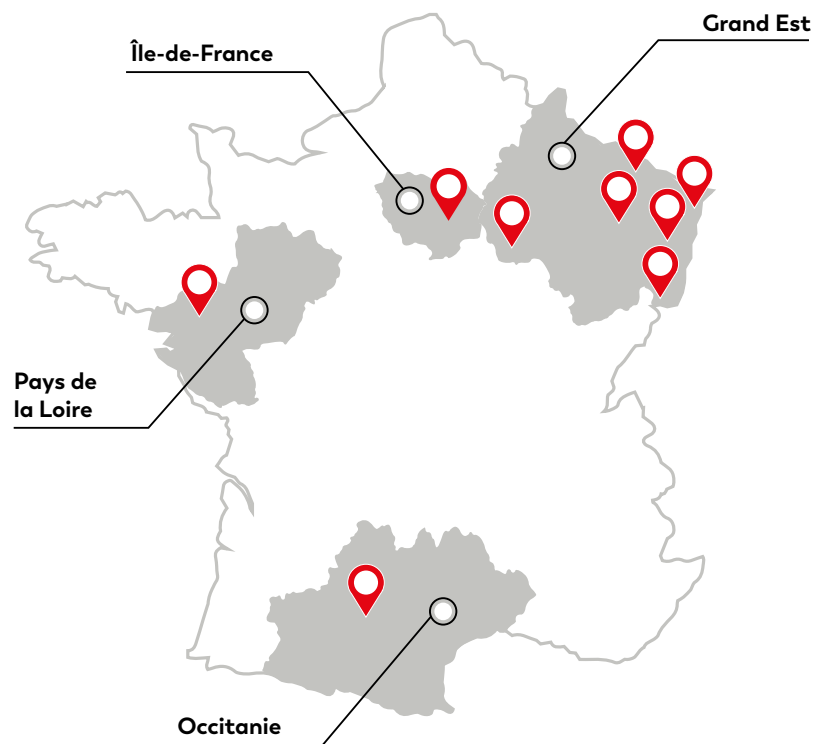 Grand Est
Île-de-France
Pays de
la Loire
Occitanie